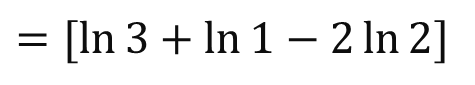 = [ln 3 + ln 1 − 2 ln 2]